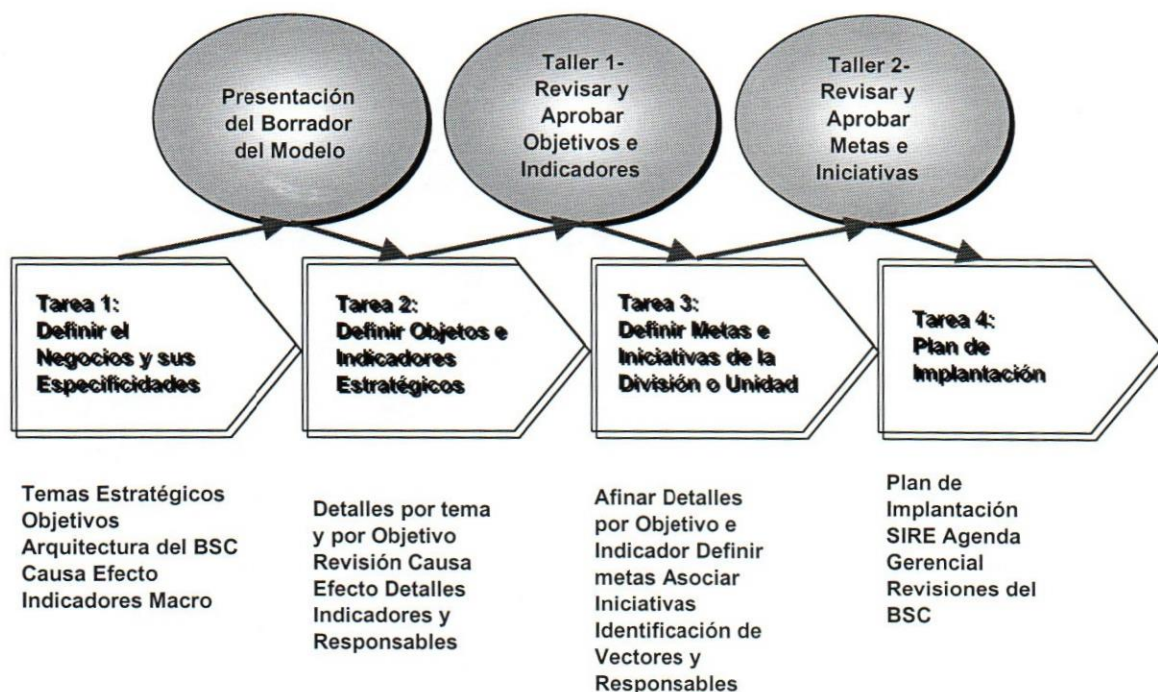 Presentación
del Borrador
del Modelo
Taller 1-
Revisar y
Aprobar
Objetivos e
Indicadores
Taller 2-
Revisar y
Aprobar
Metas e
Iniciativas
Tarea 1:
Definir el
Negocios y sus
Especificidades
Tarea 2:
Definir Objetos e
Indicadores
Estratégicos
Tarea 3:
Definir Metas e
Iniciativas de la
División o Unidad
Tarea 4:
Plan de
Implantación
Temas Estratégicos
Objetivos
Arquitectura del BSC
Causa Efecto
Indicadores Macro
Detalles por tema
y por Objetivo
Revisión Causa
Efecto Detalles
Indicadores y
Responsables
Afinar Detalles
por Objetivo e
Indicador Definir
metas Asociar
Iniciativas
Identificación de
Vectores y
Responsables
Plan de
Implantación
SIRE Agenda
Gerencial
Revisiones del
BSC